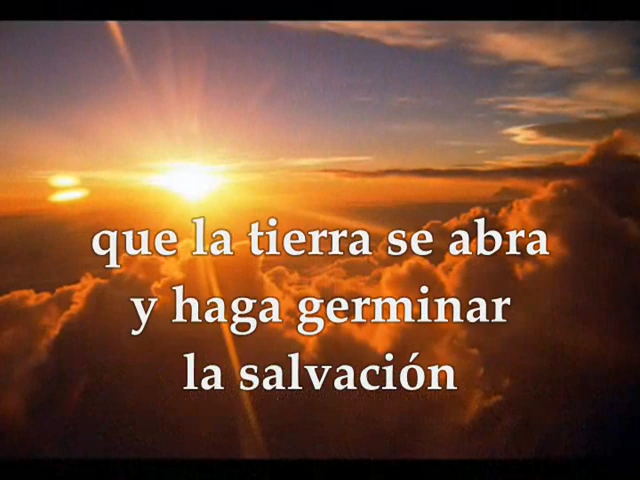 que la tierra se abra
y haga germinar
la salvación